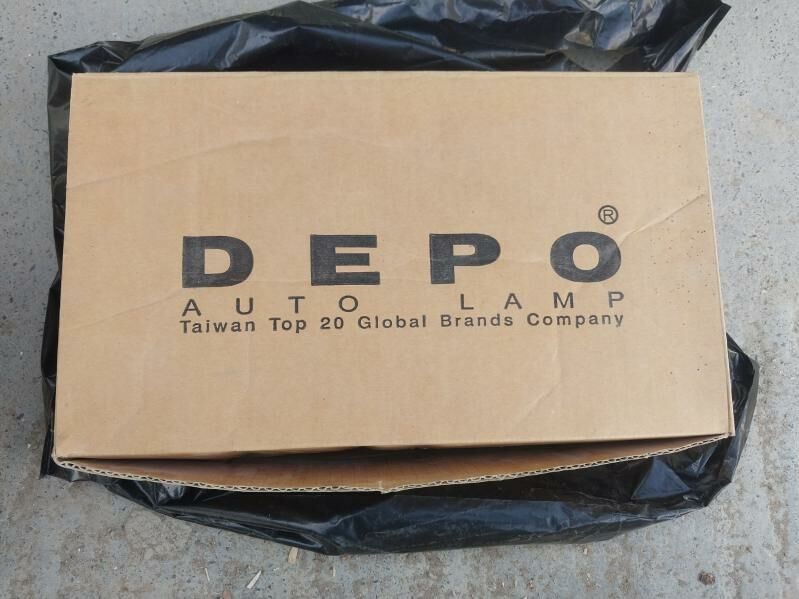 DEPO®
AUTO LAMP
Taiwan Top 20 Global Brands Company